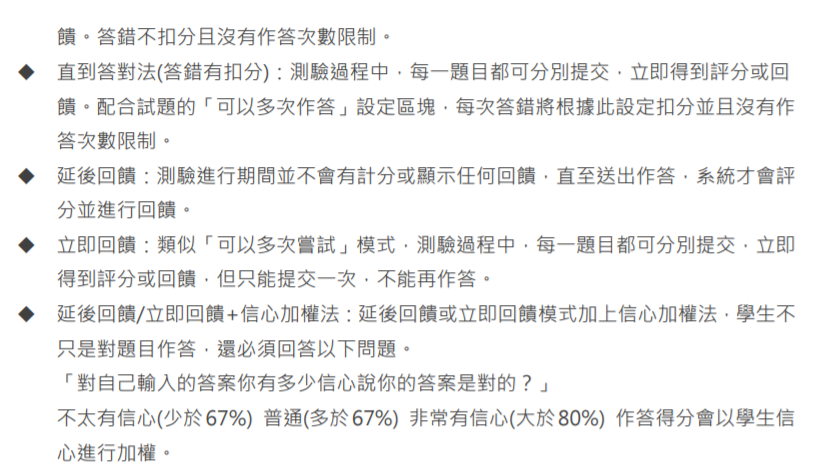 饋。答錯不扣分且沒有作答次數限制。
◆ 直到答對法(答錯有扣分)：測驗過程中，每一題目都可分別提交，立即得到評分或回
饋。配合試題的「可以多次作答」設定區塊，每次答錯將根據此設定扣分並且沒有作
答次數限制。
◆ 延後回饋：測驗進行期間並不會有計分或顯示任何回饋，直至送出作答，系統才會評
分並進行回饋。
◆ 立即回饋：類似「可以多次嘗試」模式，測驗過程中，每一題目都可分別提交，立即
得到評分或回饋，但只能提交一次，不能再作答。
◆ 延後回饋/立即回饋+信心加權法：延後回饋或立即回饋模式加上信心加權法，學生不
只是對題目作答，還必須回答以下問題。
「對自己輸入的答案你有多少信心說你的答案是對的？」
不太有信心(少於67%) 普通(多於67%) 非常有信心(大於80%) 作答得分會以學生信
心進行加權。